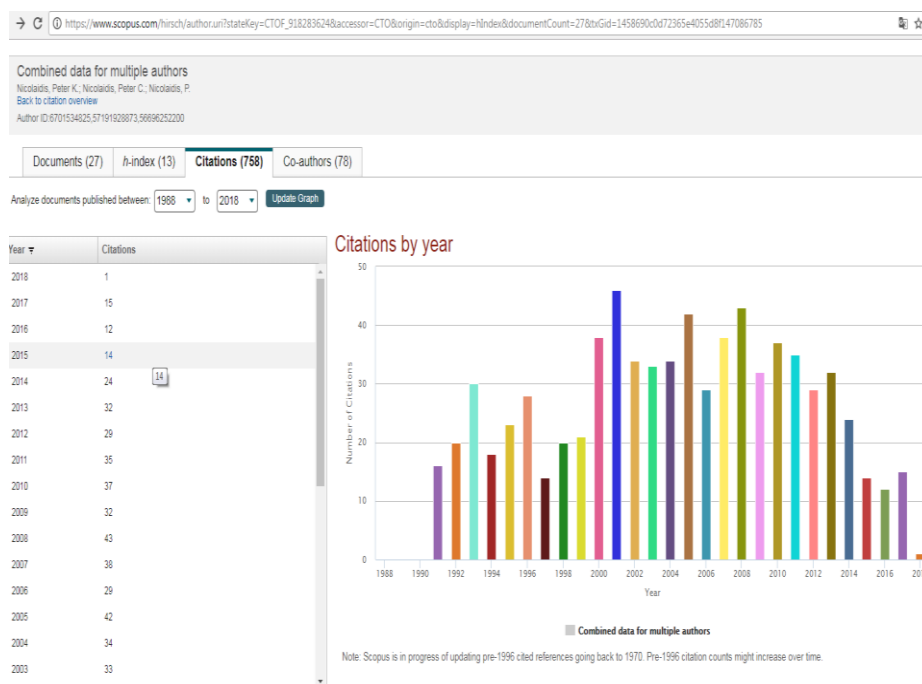 https://www.scopus.com/hirsch/author.uri?stateKey=CTOF_918283624&accessor=CTO&origin=cto&display=hIndex&documentCount=27&txGid=1458690c0d72365e4055d8f147086785
Combined data for multiple authors
Nicolaidis, Peter K.; Nicolaidis, Peter C.; Nicolaidis, P.
Back to citation overview
Author ID:6701534825,57191928873,56696252200
Documents (27) h-index (13) Citations (758) Co-authors (78)
Analyze documents published between: 1988 to 2018 Update Graph
Year Citations
2018 1
2017 15
2016 12
2015 14
14
2014 24
2013 32
2012 29
2011 35
2010 37
2009 32
2008 43
2007 38
2006 29
2005 42
2004 34
2003 33
Citations by year
50
40
30
20
10
0
Number of Citations
1988 1990 1992 1994 1996 1998 2000 2002 2004 2006 2008 2010 2012 2014 2016
Year
Combined data for multiple authors
Note: Scopus is in progress of updating pre-1996 cited references going back to 1970. Pre-1996 citation counts might increase over time.